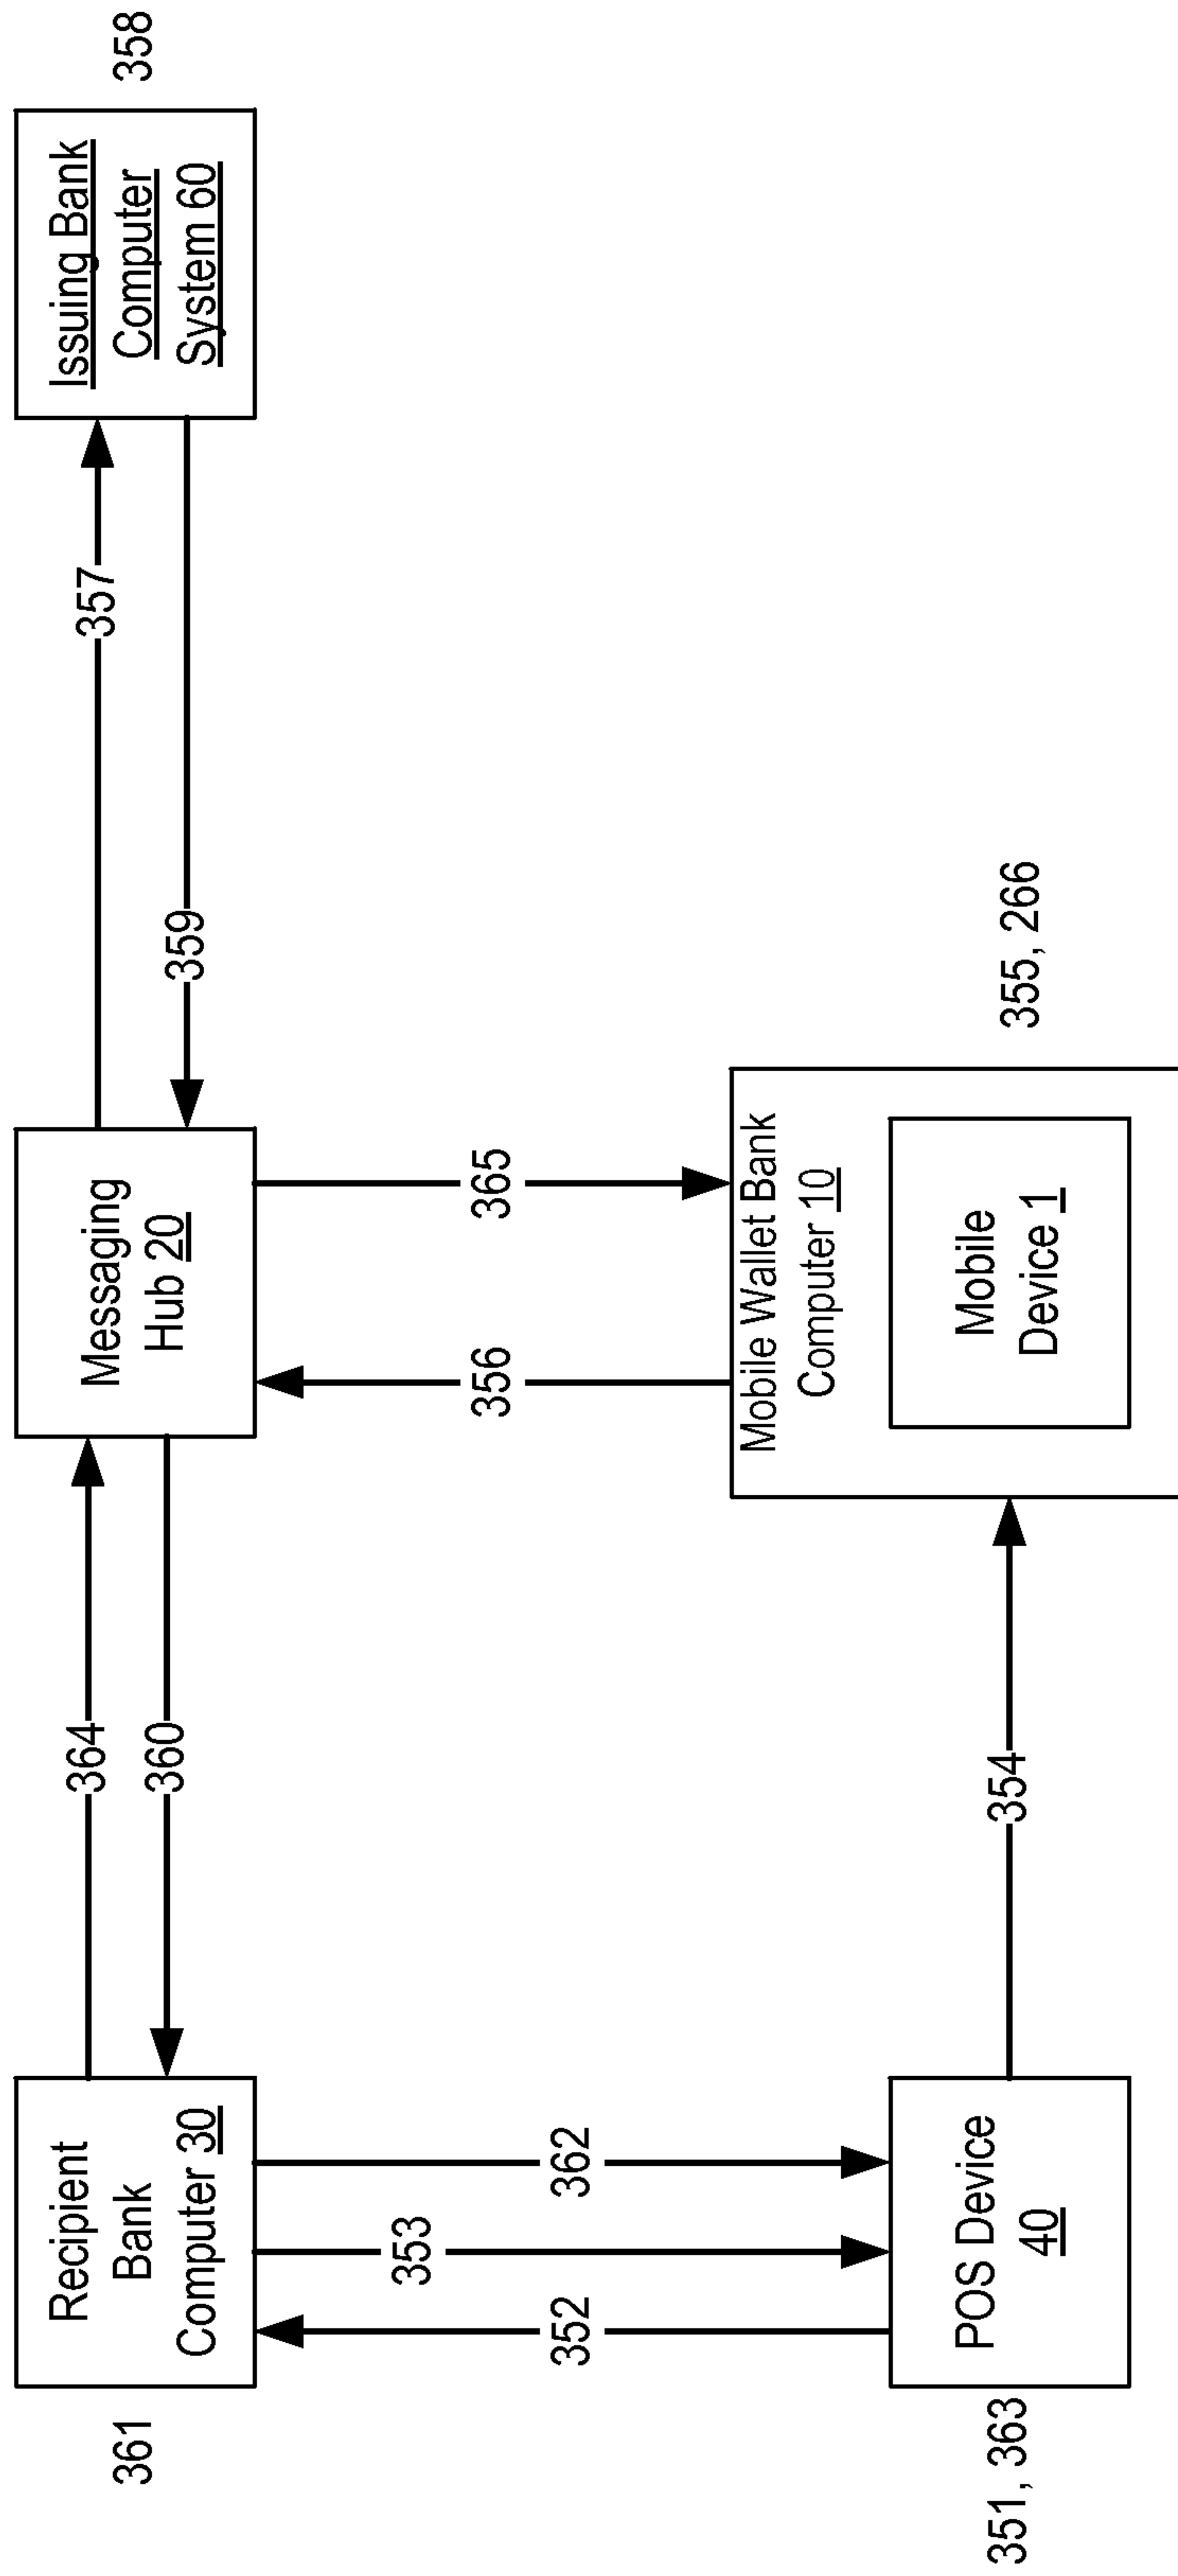 361
Recipient
Bank
Computer 30
364
360
Messaging
Hub 20
357
359
Issuing Bank
Computer
System 60
358
352
353
362
356
365
351, 363
POS Device
40
354
Mobile Wallet Bank
Computer 10
Mobile
Device 1
355, 266